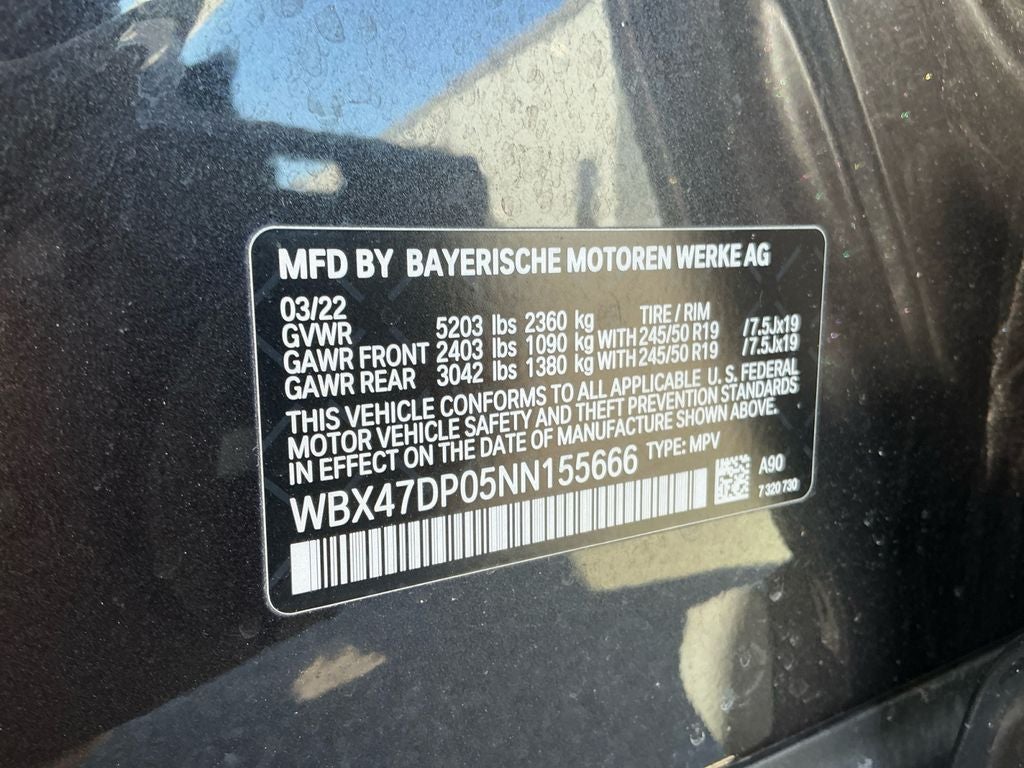 MFD BY BAYERISCHE MOTOREN WERKE AG
03/22 TIRE / RIM
GVWR 5203 lbs 2360 kg
GAWR FRONT 2403 lbs 1090 kg WITH 245/50 R19 /7.5Jx19
GAWR REAR 3042 lbs 1380 kg WITH 245/50 R19 /7.5Jx19
THIS VEHICLE CONFORMS TO ALL APPLICABLE U. S. FEDERAL
MOTOR VEHICLE SAFETY AND THEFT PREVENTION STANDARDS
IN EFFECT ON THE DATE OF MANUFACTURE SHOWN ABOVE.
WBX47DP05NN155666 TYPE: MPV
A90
7 320 730